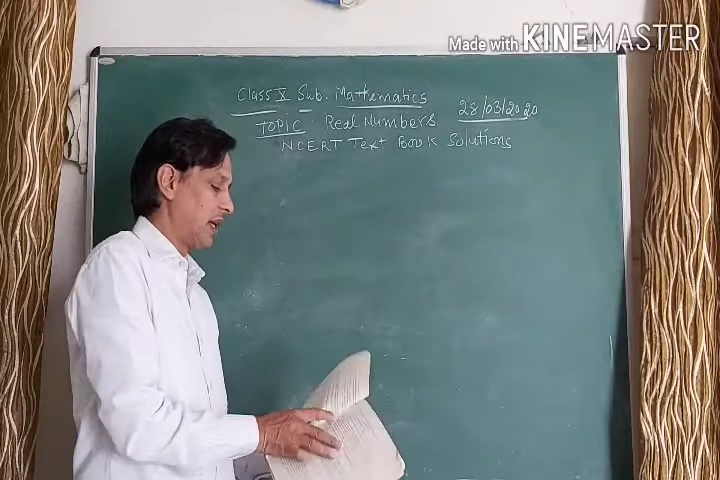 Made with KINEMASTER
Class X Sub: Mathematics
28/03/2020
Topic: Real Numbers
NCERT Text Book Solutions